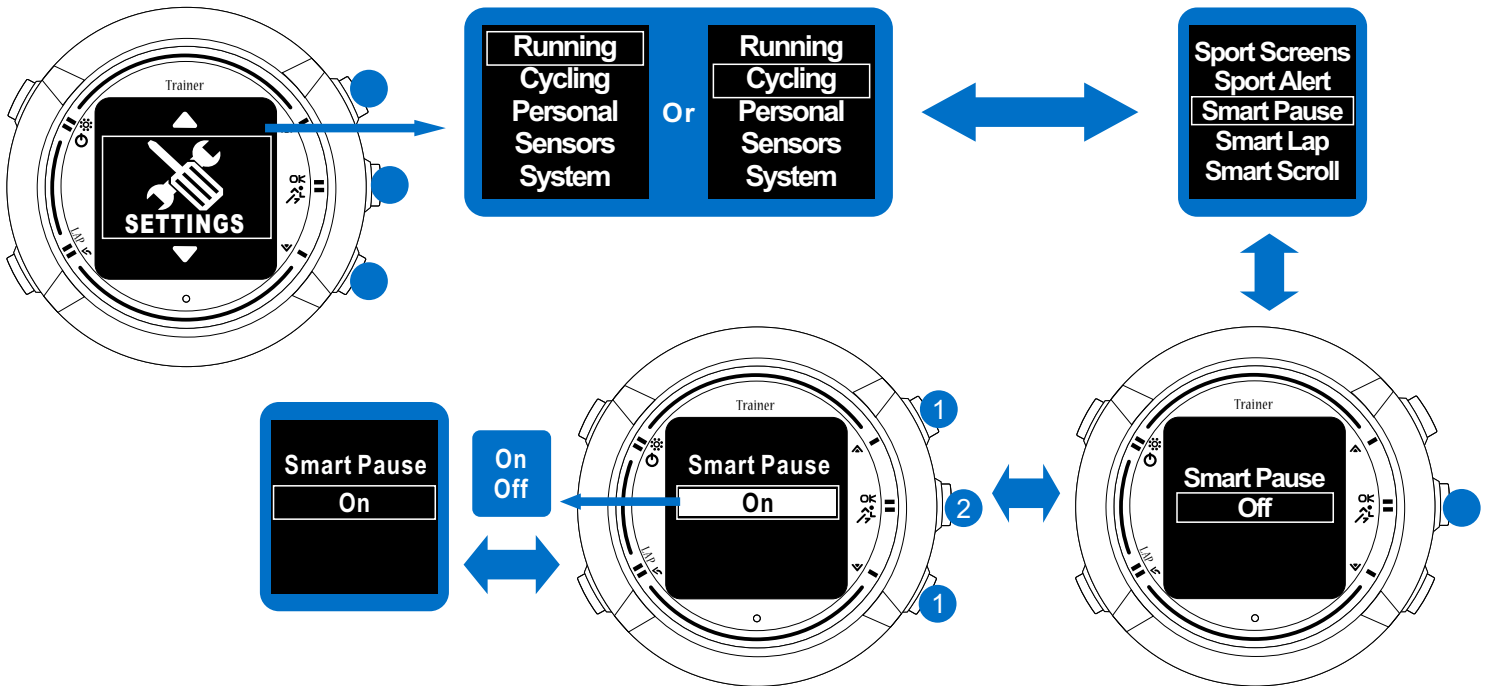 Trainer
SETTINGS
OK
LAP
Running
Cycling
Personal
Sensors
System
Or
Running
Cycling
Personal
Sensors
System
Sport Screens
Sport Alert
Smart Pause
Smart Lap
Smart Scroll
Smart Pause
On
On
Off
Trainer
Smart Pause
On
OK
LAP
1
2
1
Trainer
Smart Pause
Off
OK
LAP